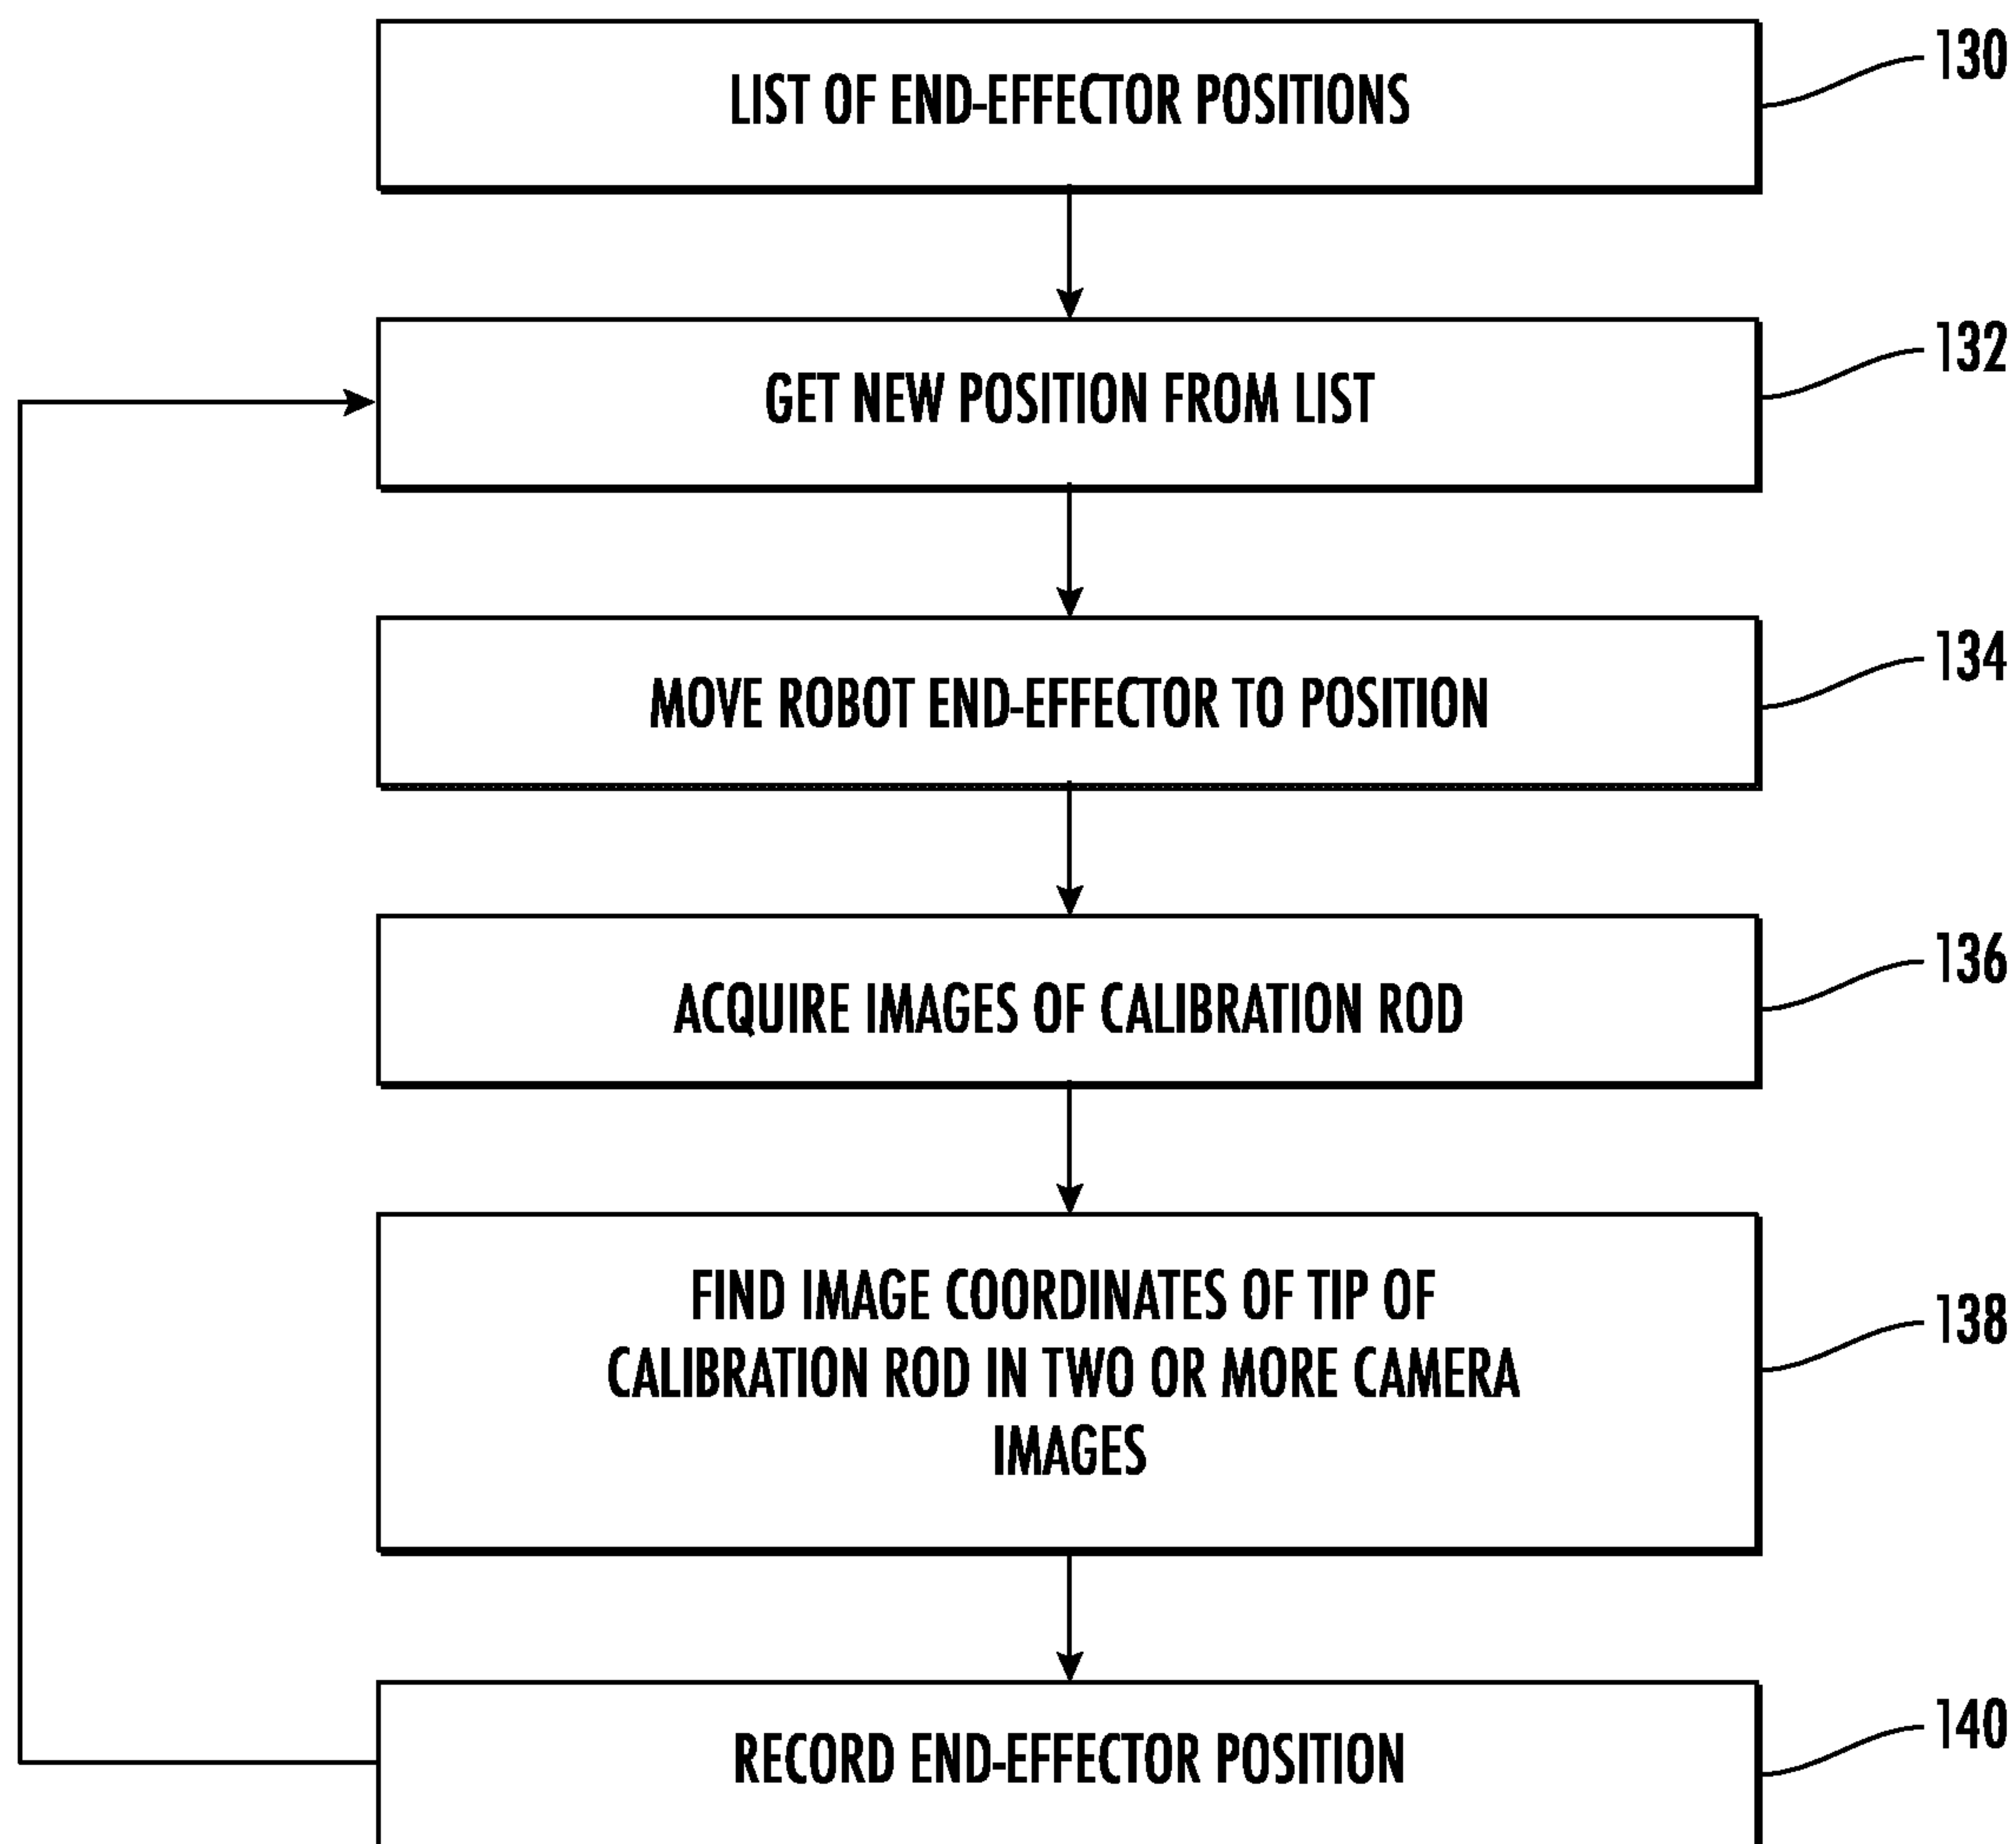 LIST OF END-EFFECTOR POSITIONS
130
GET NEW POSITION FROM LIST
132
MOVE ROBOT END-EFFECTOR TO POSITION
134
ACQUIRE IMAGES OF CALIBRATION ROD
136
FIND IMAGE COORDINATES OF TIP OF
CALIBRATION ROD IN TWO OR MORE CAMERA
IMAGES
138
RECORD END-EFFECTOR POSITION
140